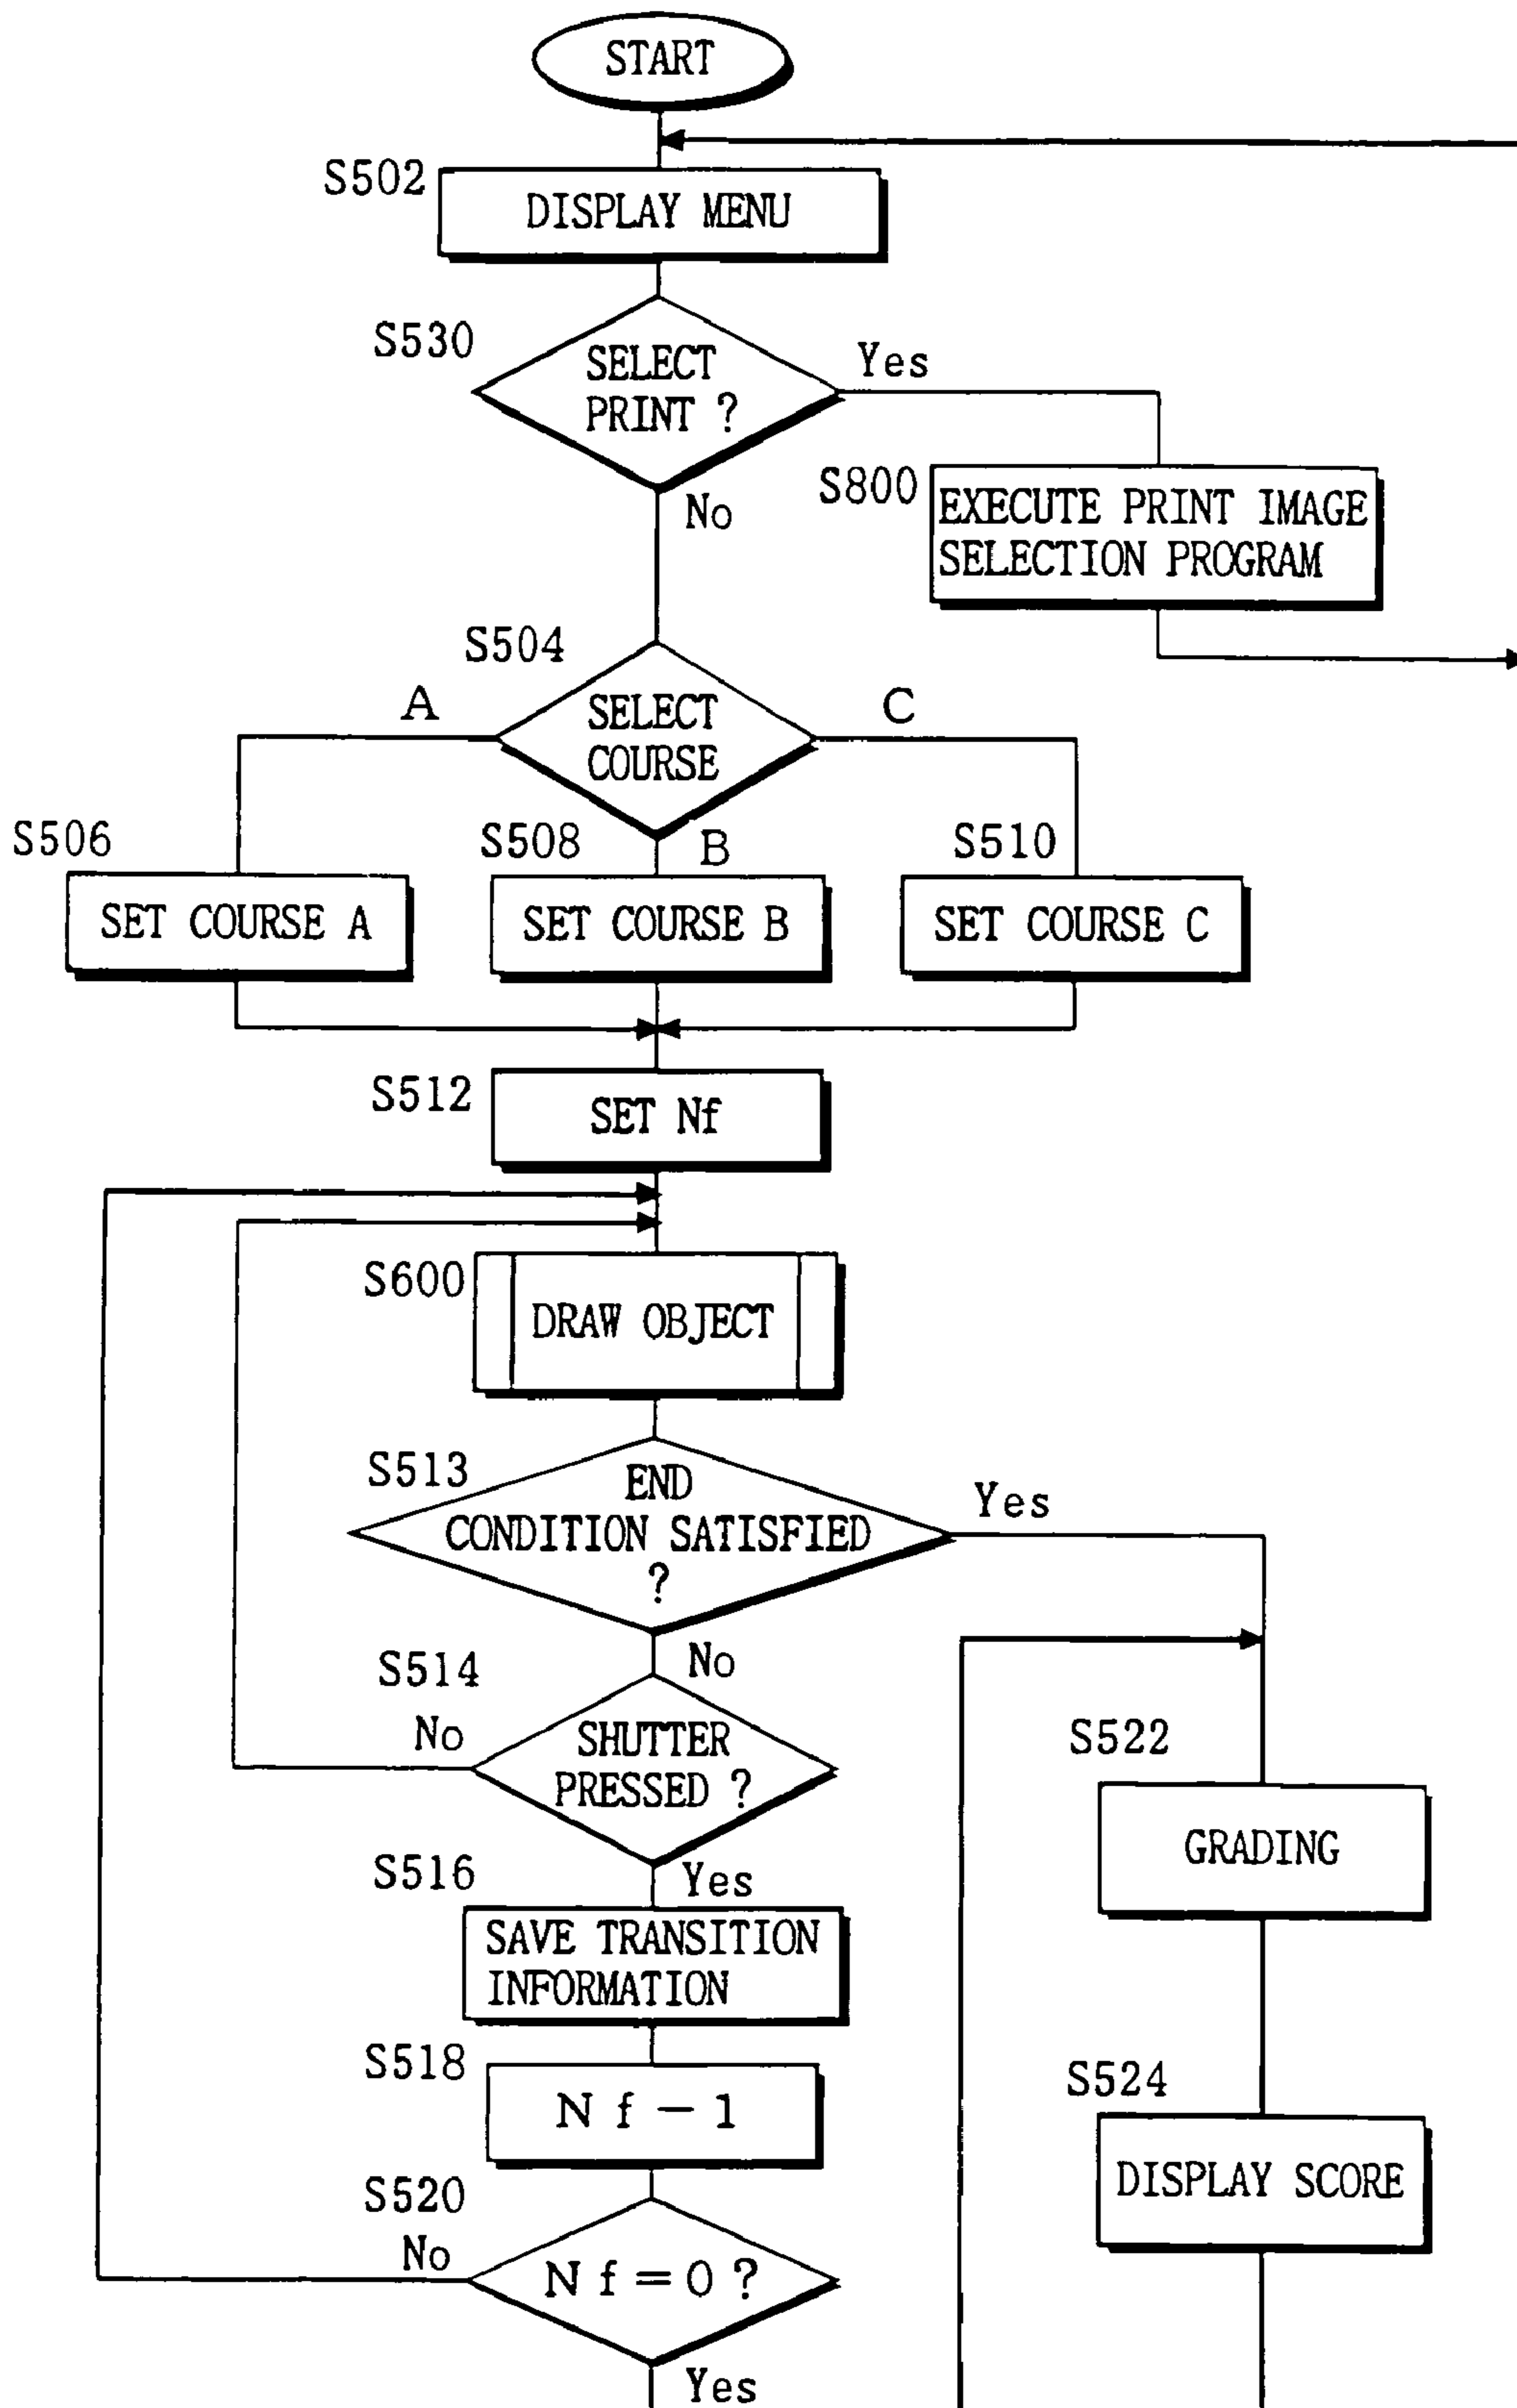 START
S502
DISPLAY MENU
S530
SELECT
PRINT ?
Yes
No
S800
EXECUTE PRINT IMAGE
SELECTION PROGRAM
S504
SELECT
COURSE
A
C
B
S506
SET COURSE A
S508
SET COURSE B
S510
SET COURSE C
S512
SET Nf
S600
DRAW OBJECT
S513
END
CONDITION SATISFIED
?
Yes
No
S514
SHUTTER
PRESSED ?
No
Yes
S516
SAVE TRANSITION
INFORMATION
S518
Nf-1
S520
Nf=0?
No
Yes
S522
GRADING
S524
DISPLAY SCORE